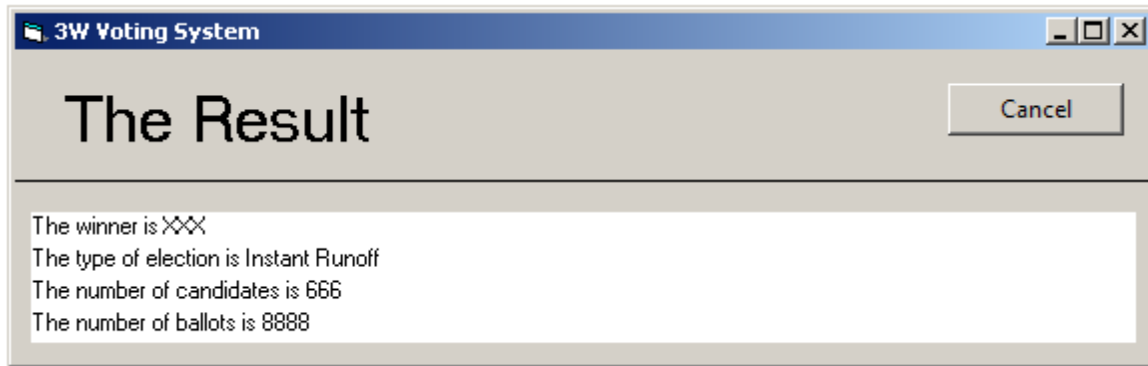 3W Voting System
The Result
Cancel
The winner is XXX
The type of election is Instant Runoff
The number of candidates is 666
The number of ballots is 8888